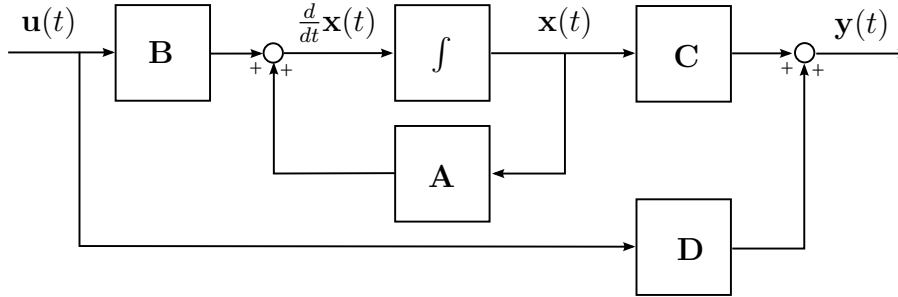 u(t)
d/dt x(t)
x(t)
y(t)
B
+ +
∫
C
+ +
A
D